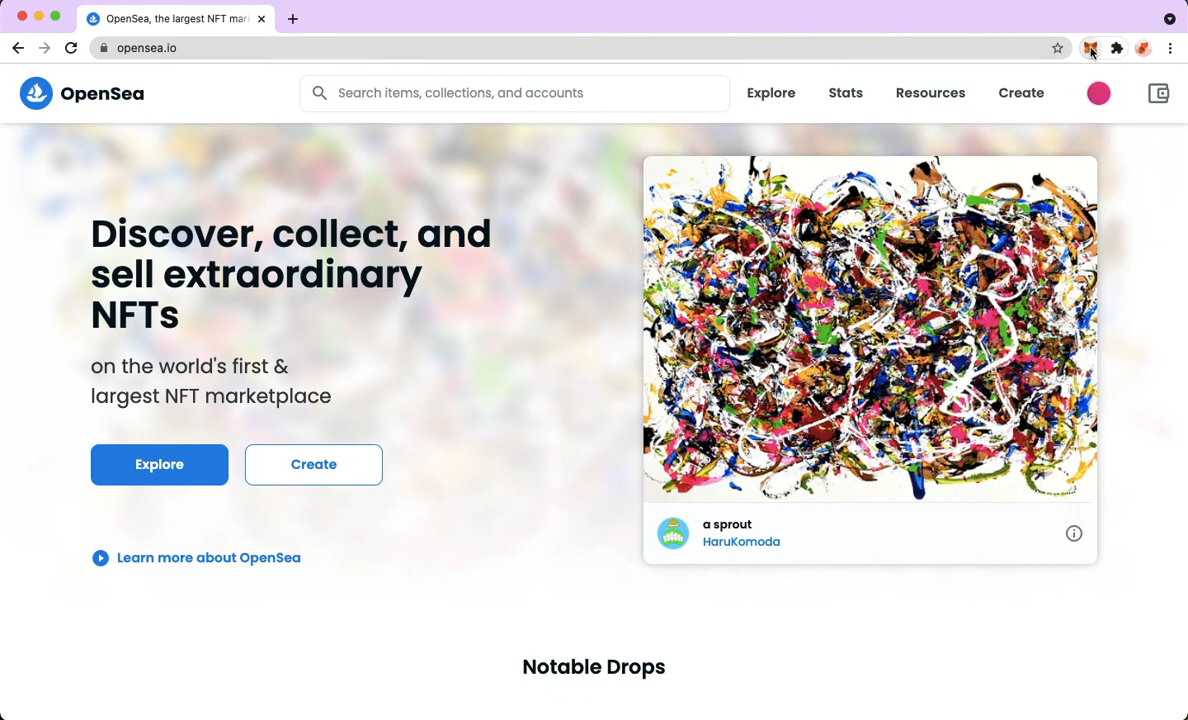 OpenSea, the largest NFT mar
opensea.io
OpenSea
Search items, collections, and accounts
Explore
Stats
Resources
Create
Discover, collect, and
sell extraordinary
NFTs
on the world's first &
largest NFT marketplace
Explore
Create
a sprout
HaruKomoda
Learn more about OpenSea
Notable Drops